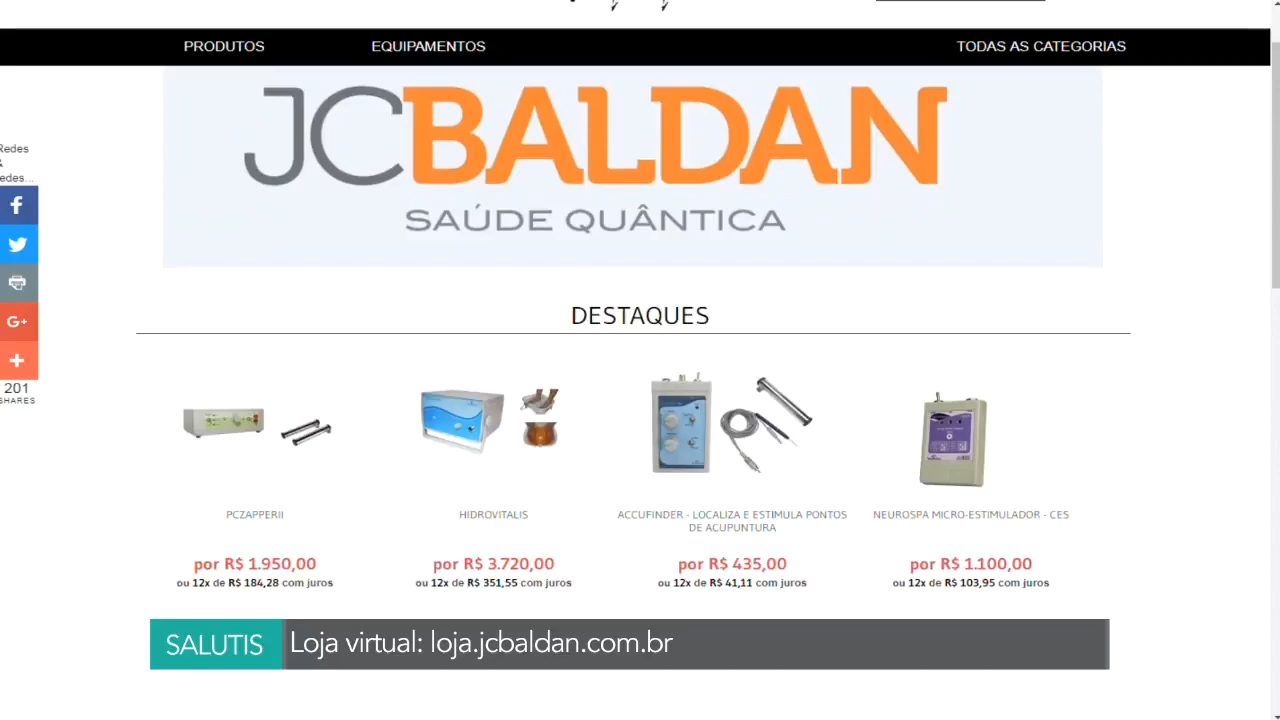 PRODUTOS EQUIPAMENTOS TODAS AS CATEGORIAS
JCBALDAN
SAÚDE QUÂNTICA
Redes
&
edes...
201
SHARES
DESTAQUES
PCZAPPERII
por R$ 1.950,00
ou 12x de R$ 184,28 com juros
HIDROVITALIS
por R$ 3.720,00
ou 12x de R$ 351,55 com juros
ACCUFINDER - LOCALIZA E ESTIMULA PONTOS
DE ACUPUNTURA
por R$ 435,00
ou 12x de R$ 41,11 com juros
NEUROSPA MICRO-ESTIMULADOR - CES
por R$ 1.100,00
ou 12x de R$ 103,95 com juros
SALUTIS Loja virtual: loja.jcbaldan.com.br